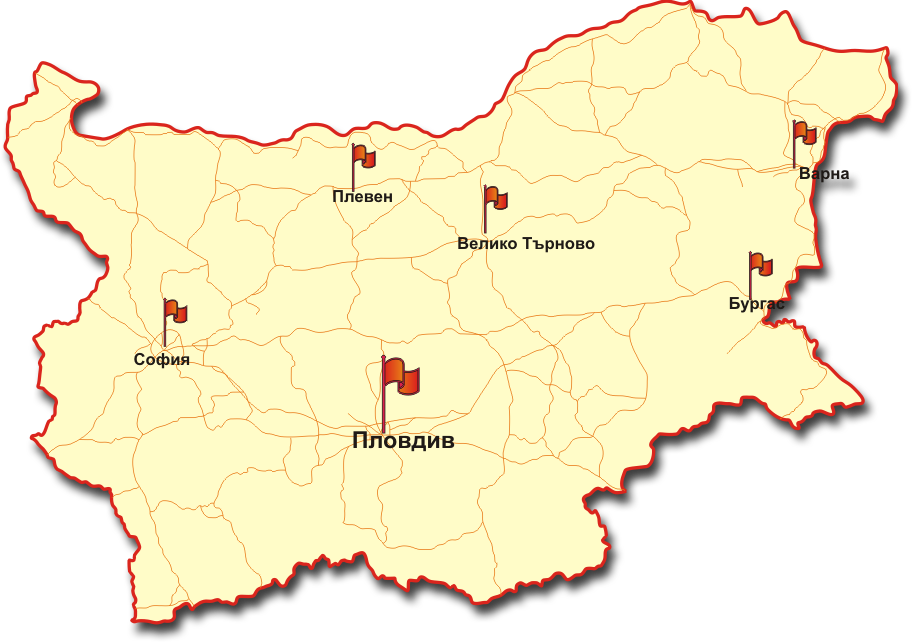 Варна
Плевен
Велико Търново
Бургас
София
Пловдив